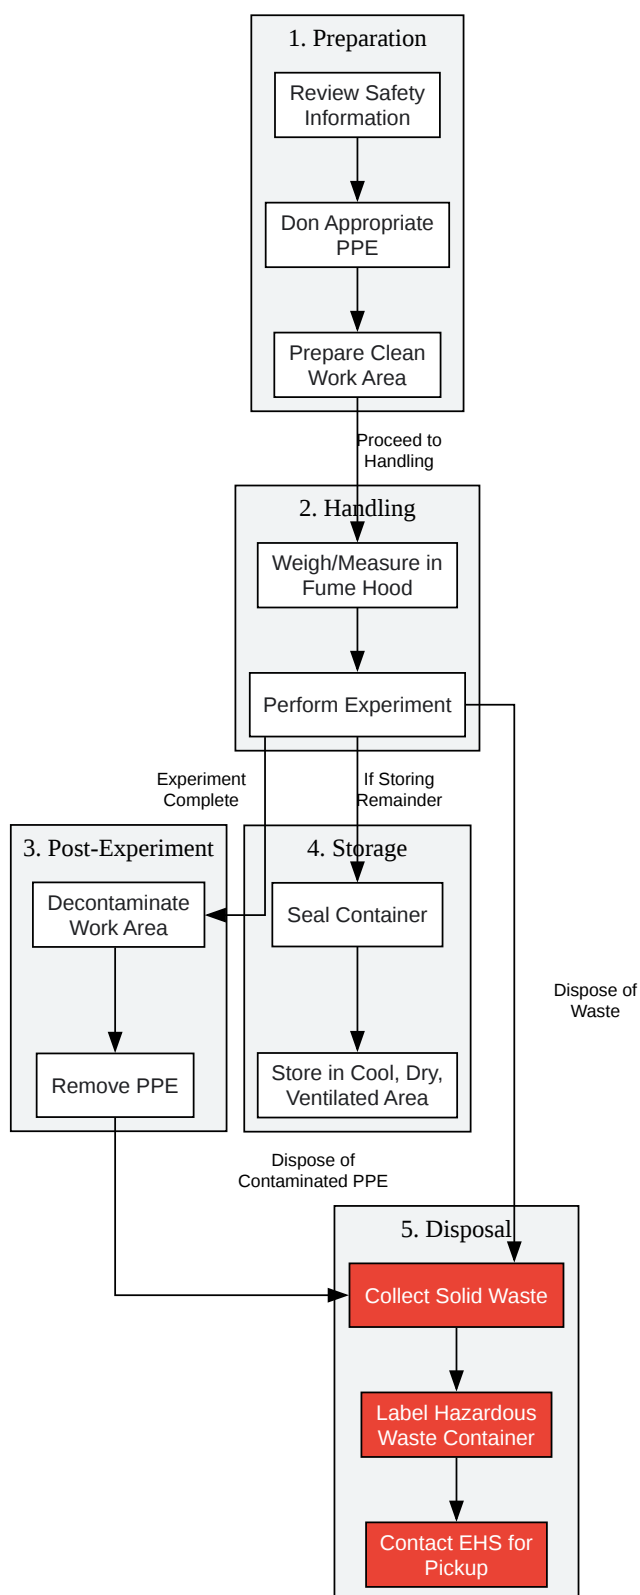 1. Preparation
Review Safety
Information
Don Appropriate
PPE
Prepare Clean
Work Area
Proceed to
Handling
2. Handling
Weigh/Measure in
Fume Hood
Perform Experiment
Experiment
Complete
If Storing
Remainder
3. Post-Experiment
Decontaminate
Work Area
Remove PPE
4. Storage
Seal Container
Store in Cool, Dry,
Ventilated Area
Dispose of
Waste
Dispose of
Contaminated PPE
5. Disposal
Collect Solid Waste
Label Hazardous
Waste Container
Contact EHS for
Pickup